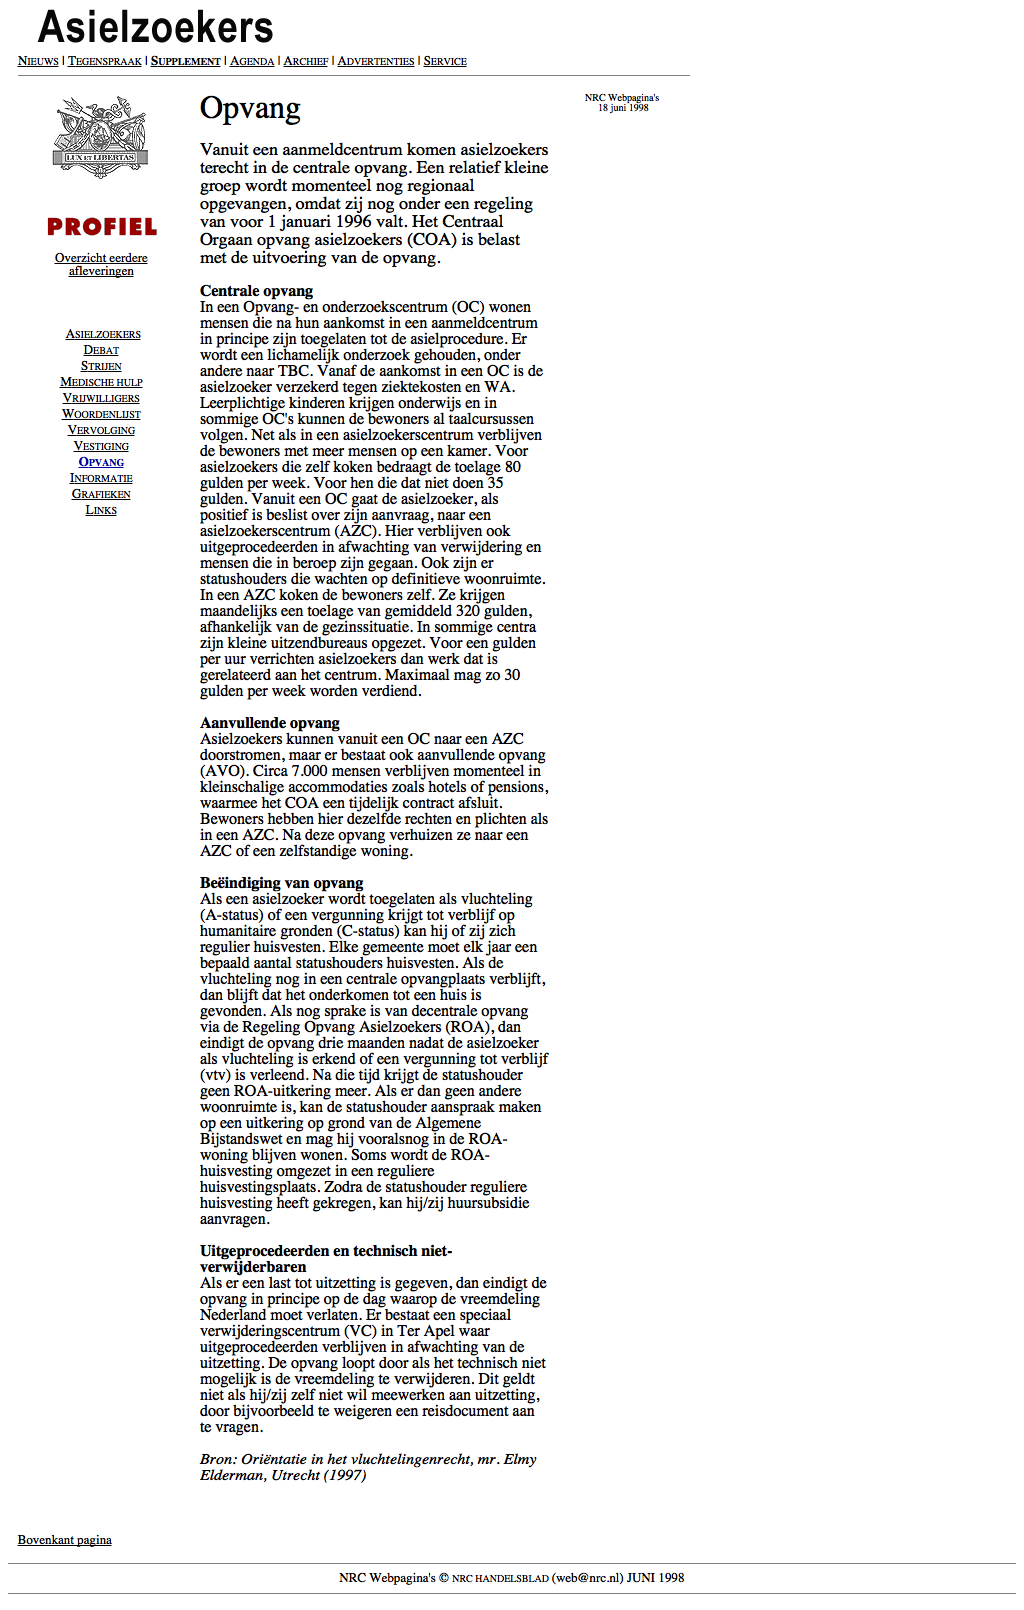 Asielzoekers
NIEUWS | TEGENSPRAAK | SUPPLEMENT | AGENDA | ARCHIEF | ADVERTENTIES | SERVICE
LUX ET LIBERTAS
PROFIEL
Overzicht eerdere
afleveringen
ASIELZOEKERS
DEBAT
STRIJEN
MEDISCHE HULP
VRIJWILLIGERS
WOORDENLIJST
VERVOLGING
VESTIGING
OPVANG
INFORMATIE
GRAFIEKEN
LINKS
Opvang
Vanuit een aanmeldcentrum komen asielzoekers
terecht in de centrale opvang. Een relatief kleine
groep wordt momenteel nog regionaal
opgevangen, omdat zij nog onder een regeling
van voor 1 januari 1996 valt. Het Centraal
Orgaan opvang asielzoekers (COA) is belast
met de uitvoering van de opvang.
Centrale opvang
In een Opvang- en onderzoekscentrum (OC) wonen
mensen die na hun aankomst in een aanmeldcentrum
in principe zijn toegelaten tot de asielprocedure. Er
wordt een lichamelijk onderzoek gehouden, onder
andere naar TBC. Vanaf de aankomst in een OC is de
asielzoeker verzekerd tegen ziektekosten en WA.
Leerplichtige kinderen krijgen onderwijs en in
sommige OC's kunnen de bewoners al taalcursussen
volgen. Net als in een asielzoekerscentrum verblijven
de bewoners met meer mensen op een kamer. Voor
asielzoekers die zelf koken bedraagt de toelage 80
gulden per week. Voor hen die dat niet doen 35
gulden. Vanuit een OC gaat de asielzoeker, als
positief is beslist over zijn aanvraag, naar een
asielzoekerscentrum (AZC). Hier verblijven ook
uitgeprocedeerden in afwachting van verwijdering en
mensen die in beroep zijn gegaan. Ook zijn er
statushouders die wachten op definitieve woonruimte.
In een AZC koken de bewoners zelf. Ze krijgen
maandelijks een toelage van gemiddeld 320 gulden,
afhankelijk van de gezinssituatie. In sommige centra
zijn kleine uitzendbureaus opgezet. Voor een gulden
per uur verrichten asielzoekers dan werk dat is
gerelateerd aan het centrum. Maximaal mag zo 30
gulden per week worden verdiend.
Aanvullende opvang
Asielzoekers kunnen vanuit een OC naar een AZC
doorstromen, maar er bestaat ook aanvullende opvang
(AVO). Circa 7.000 mensen verblijven momenteel in
kleinschalige accommodaties zoals hotels of pensions,
waarmee het COA een tijdelijk contract afsluit.
Bewoners hebben hier dezelfde rechten en plichten als
in een AZC. Na deze opvang verhuizen ze naar een
AZC of een zelfstandige woning.
Beëindiging van opvang
Als een asielzoeker wordt toegelaten als vluchteling
(A-status) of een vergunning krijgt tot verblijf op
humanitaire gronden (C-status) kan hij of zij zich
regulier huisvesten. Elke gemeente moet elk jaar een
bepaald aantal statushouders huisvesten. Als de
vluchteling nog in een centrale opvangplaats verblijft,
dan blijft dat het onderkomen tot een huis is
gevonden. Als nog sprake is van decentrale opvang
via de Regeling Opvang Asielzoekers (ROA), dan
eindigt de opvang drie maanden nadat de asielzoeker
als vluchteling is erkend of een vergunning tot verblijf
(vtv) is verleend. Na die tijd krijgt de statushouder
geen ROA-uitkering meer. Als er dan geen andere
woonruimte is, kan de statushouder aanspraak maken
op een uitkering op grond van de Algemene
Bijstandswet en mag hij vooralsnog in de ROA-
woning blijven wonen. Soms wordt de ROA-
huisvesting omgezet in een reguliere
huisvestingsplaats. Zodra de statushouder reguliere
huisvesting heeft gekregen, kan hij/zij huursubsidie
aanvragen.
Uitgeprocedeerden en technisch niet-
verwijderbaren
Als er een last tot uitzetting is gegeven, dan eindigt de
opvang in principe op de dag waarop de vreemdeling
Nederland moet verlaten. Er bestaat een speciaal
verwijderingscentrum (VC) in Ter Apel waar
uitgeprocedeerden verblijven in afwachting van de
uitzetting. De opvang loopt door als het technisch niet
mogelijk is de vreemdeling te verwijderen. Dit geldt
niet als hij/zij zelf niet wil meewerken aan uitzetting,
door bijvoorbeeld te weigeren een reisdocument aan
te vragen.
Bron: Oriëntatie in het vluchtelingenrecht, mr. Elmy
Elderman, Utrecht (1997)
NRC Webpagina's
18 juni 1998
Bovenkant pagina
NRC Webpagina's © NRC HANDELSBLAD (web@nrc.nl) JUNI 1998